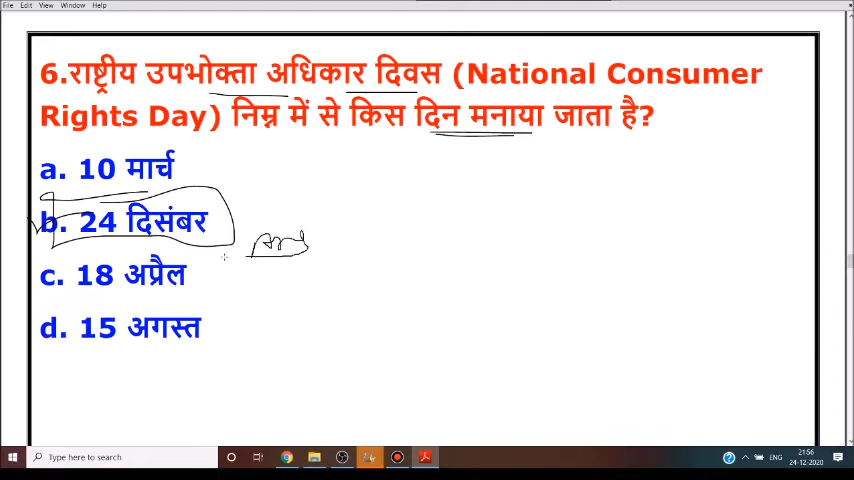 File Edit View Window Help
6.राष्ट्रीय उपभोक्ता अधिकार दिवस (National Consumer
Rights Day) निम्न में से किस दिन मनाया जाता है?
a. 10 मार्च
b. 24 दिसंबर
c. 18 अप्रैल
d. 15 अगस्त
Type here to search
ENG
21:56
24-12-2020